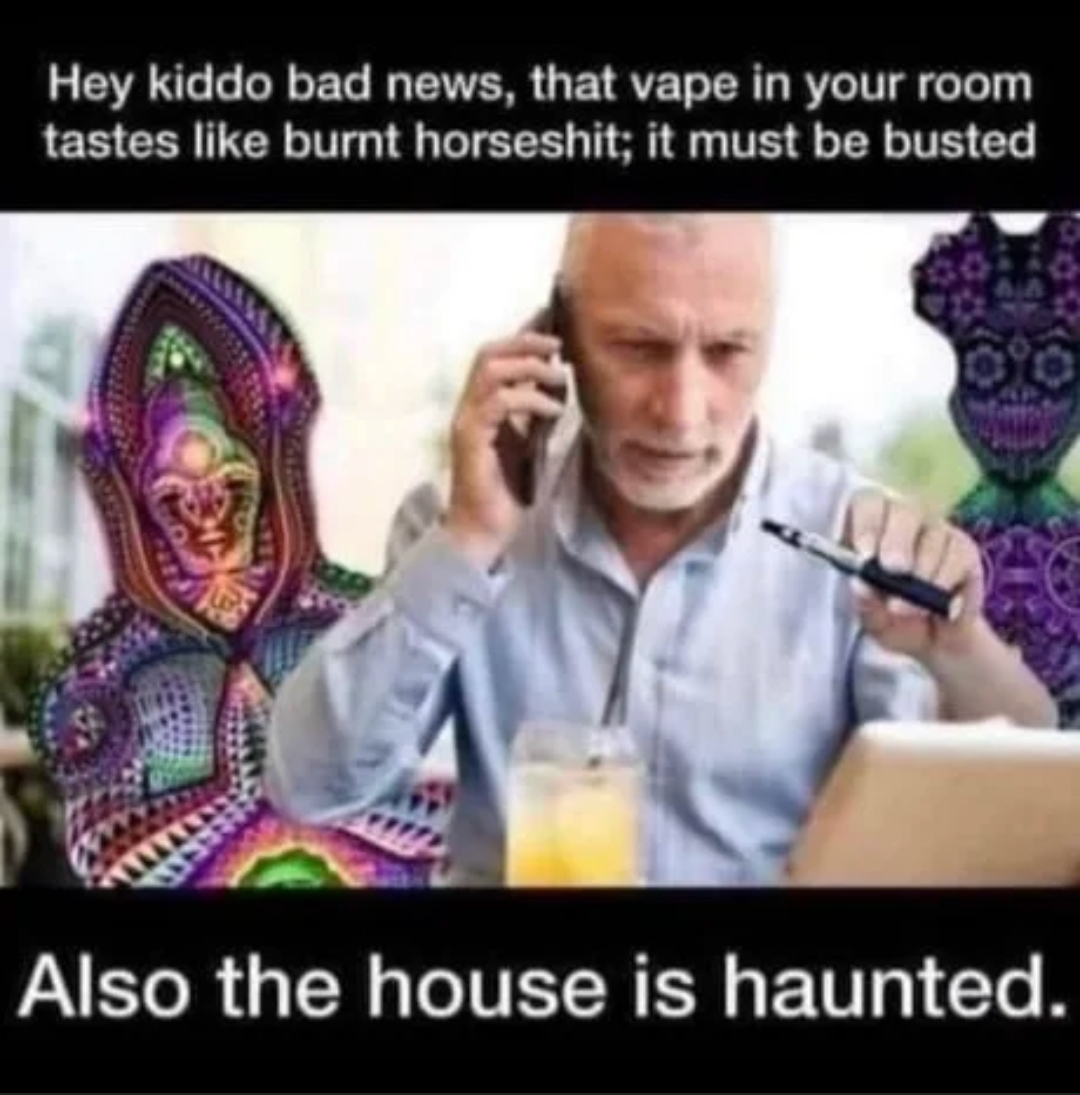 Hey kiddo bad news, that vape in your room
tastes like burnt horseshit; it must be busted
Also the house is haunted.